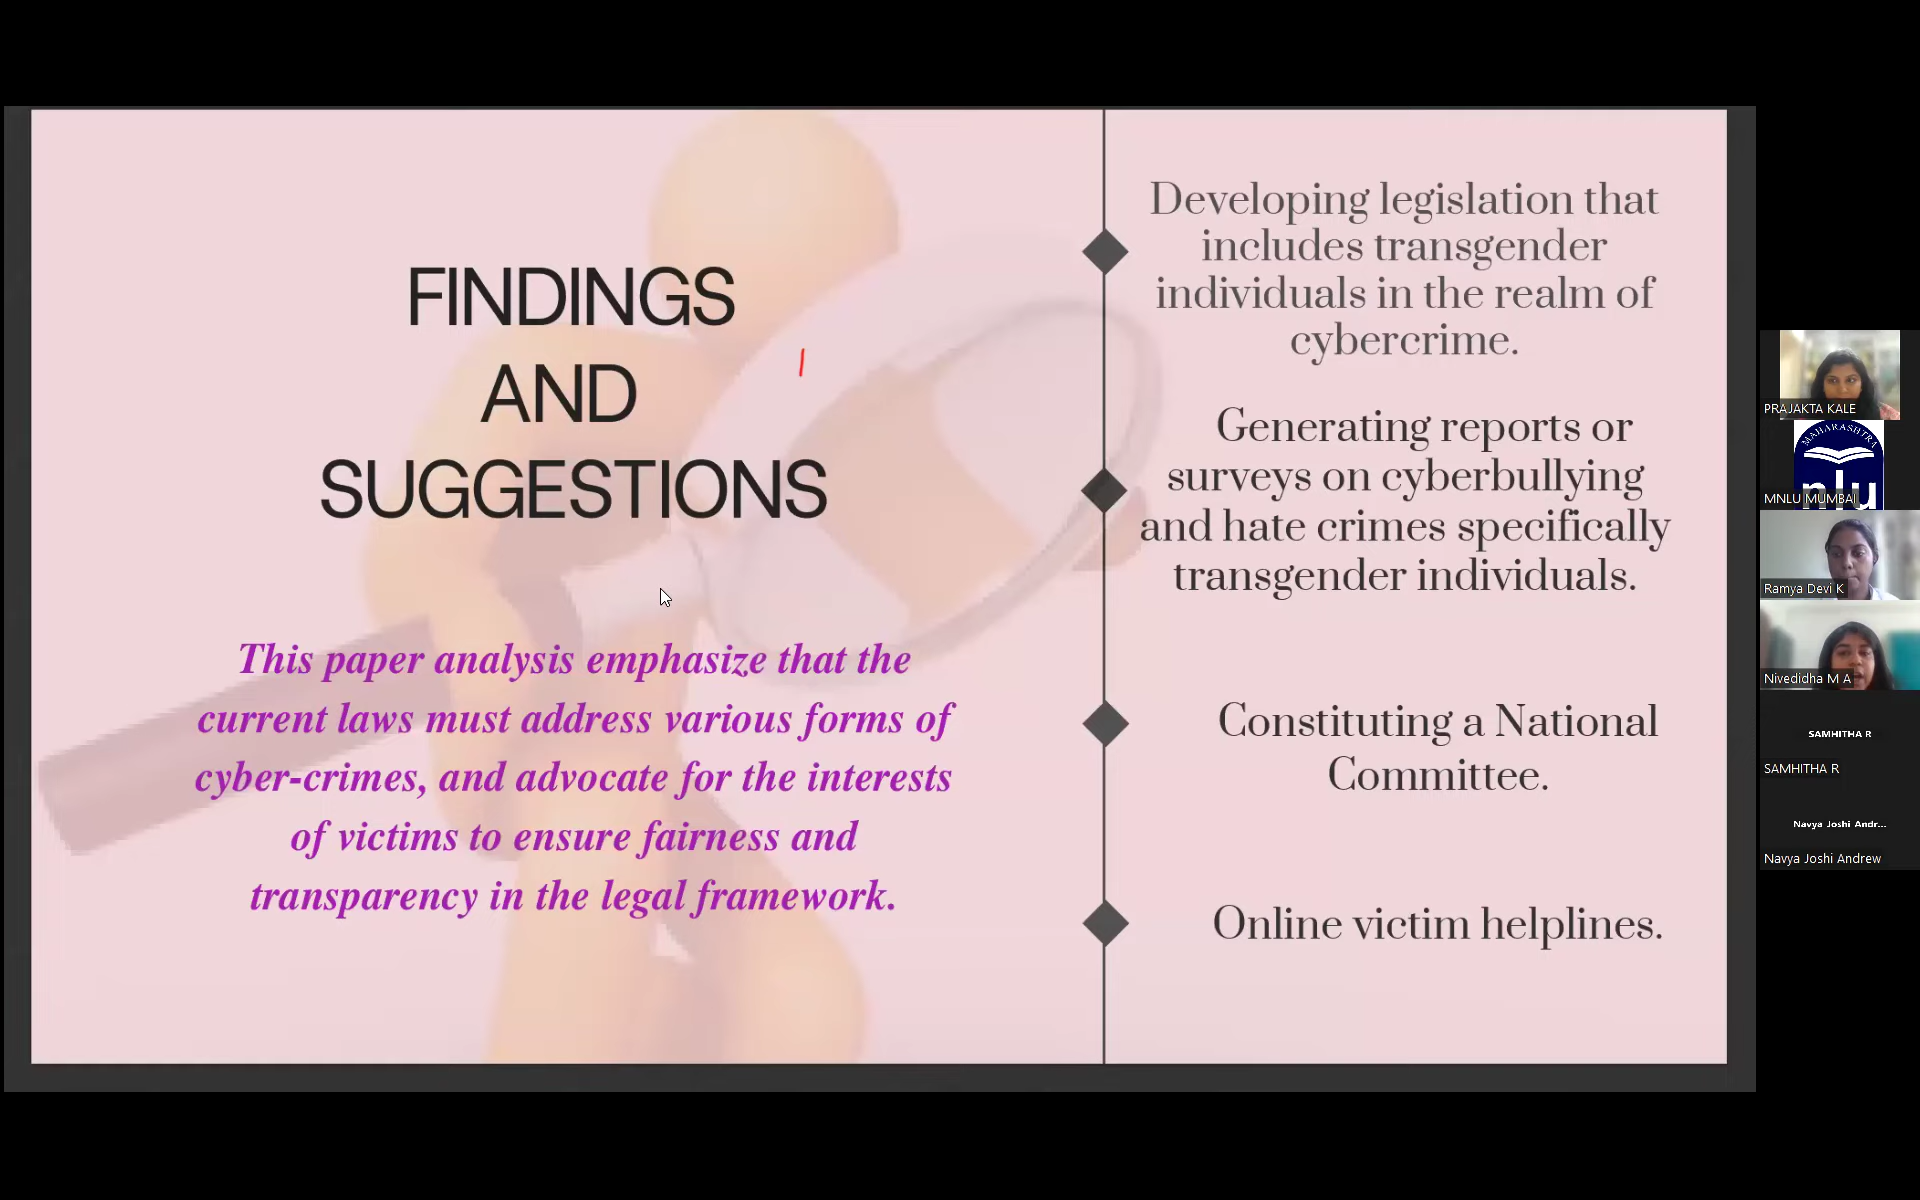 FINDINGS
AND
SUGGESTIONS
This paper analysis emphasize that the
current laws must address various forms of
cyber-crimes, and advocate for the interests
of victims to ensure fairness and
transparency in the legal framework.
Developing legislation that
includes transgender
individuals in the realm of
cybercrime.
Generating reports or
surveys on cyberbullying
and hate crimes specifically
transgender individuals.
Constituting a National
Committee.
Online victim helplines.
PRAJAKTA KALE
MAHARASHTRA
nlu
MNLU MUMBAI
Ramya Devi K
Nivedidha M A
SAMHITHA R
SAMHITHA R
Navya Joshi Andr...
Navya Joshi Andrew